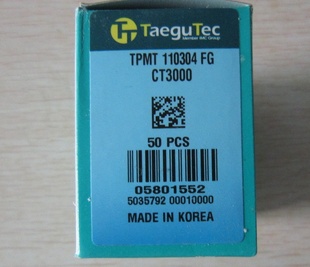 TaeguTec
Member IMC Group
TPMT 110304 FG
CT3000
50 PCS
05801552
5035792 00010000
MADE IN KOREA